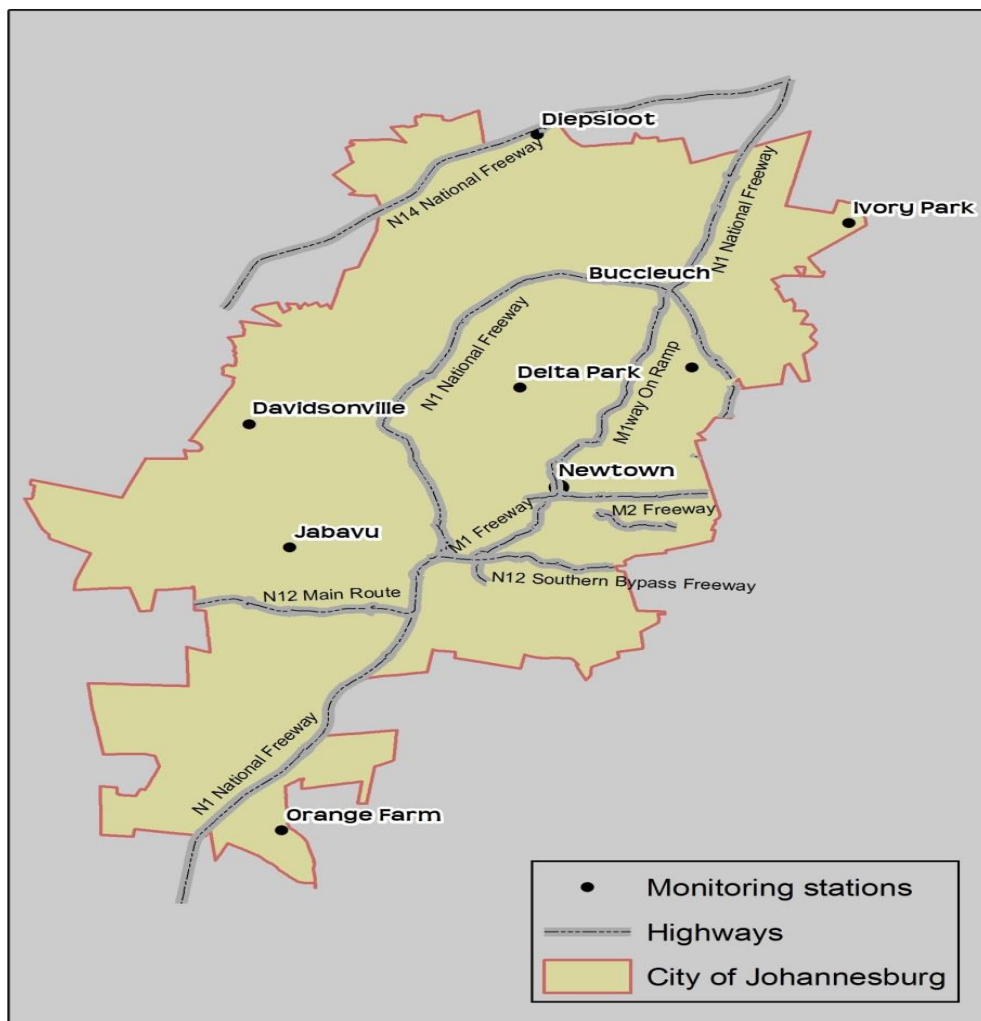 Diepsloot
N14 National Freeway
N1 National Freeway
Ivory Park
Buccleuch
N1 National Freeway
M1way On Ramp
Delta Park
Davidsonville
Newtown
M1 Freeway
M2 Freeway
Jabavu
N12 Southern Bypass Freeway
N12 Main Route
N1 National Freeway
Orange Farm
Monitoring stations
Highways
City of Johannesburg